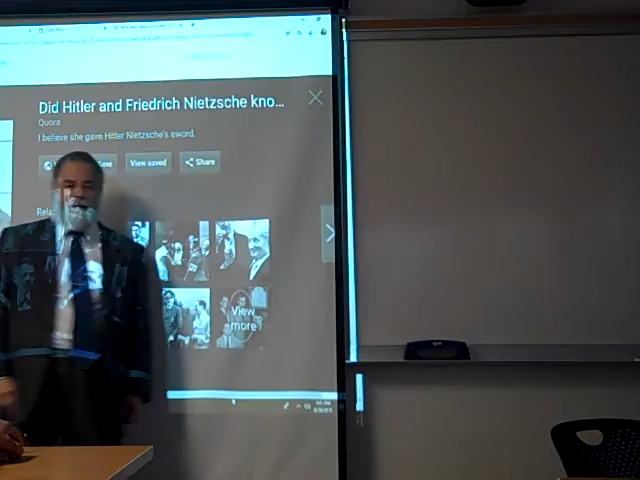 Did Hitler and Friedrich Nietzsche kno...
Quora
I believe she gave Hitler Nietzsche's sword.
View saved
Share
View
more